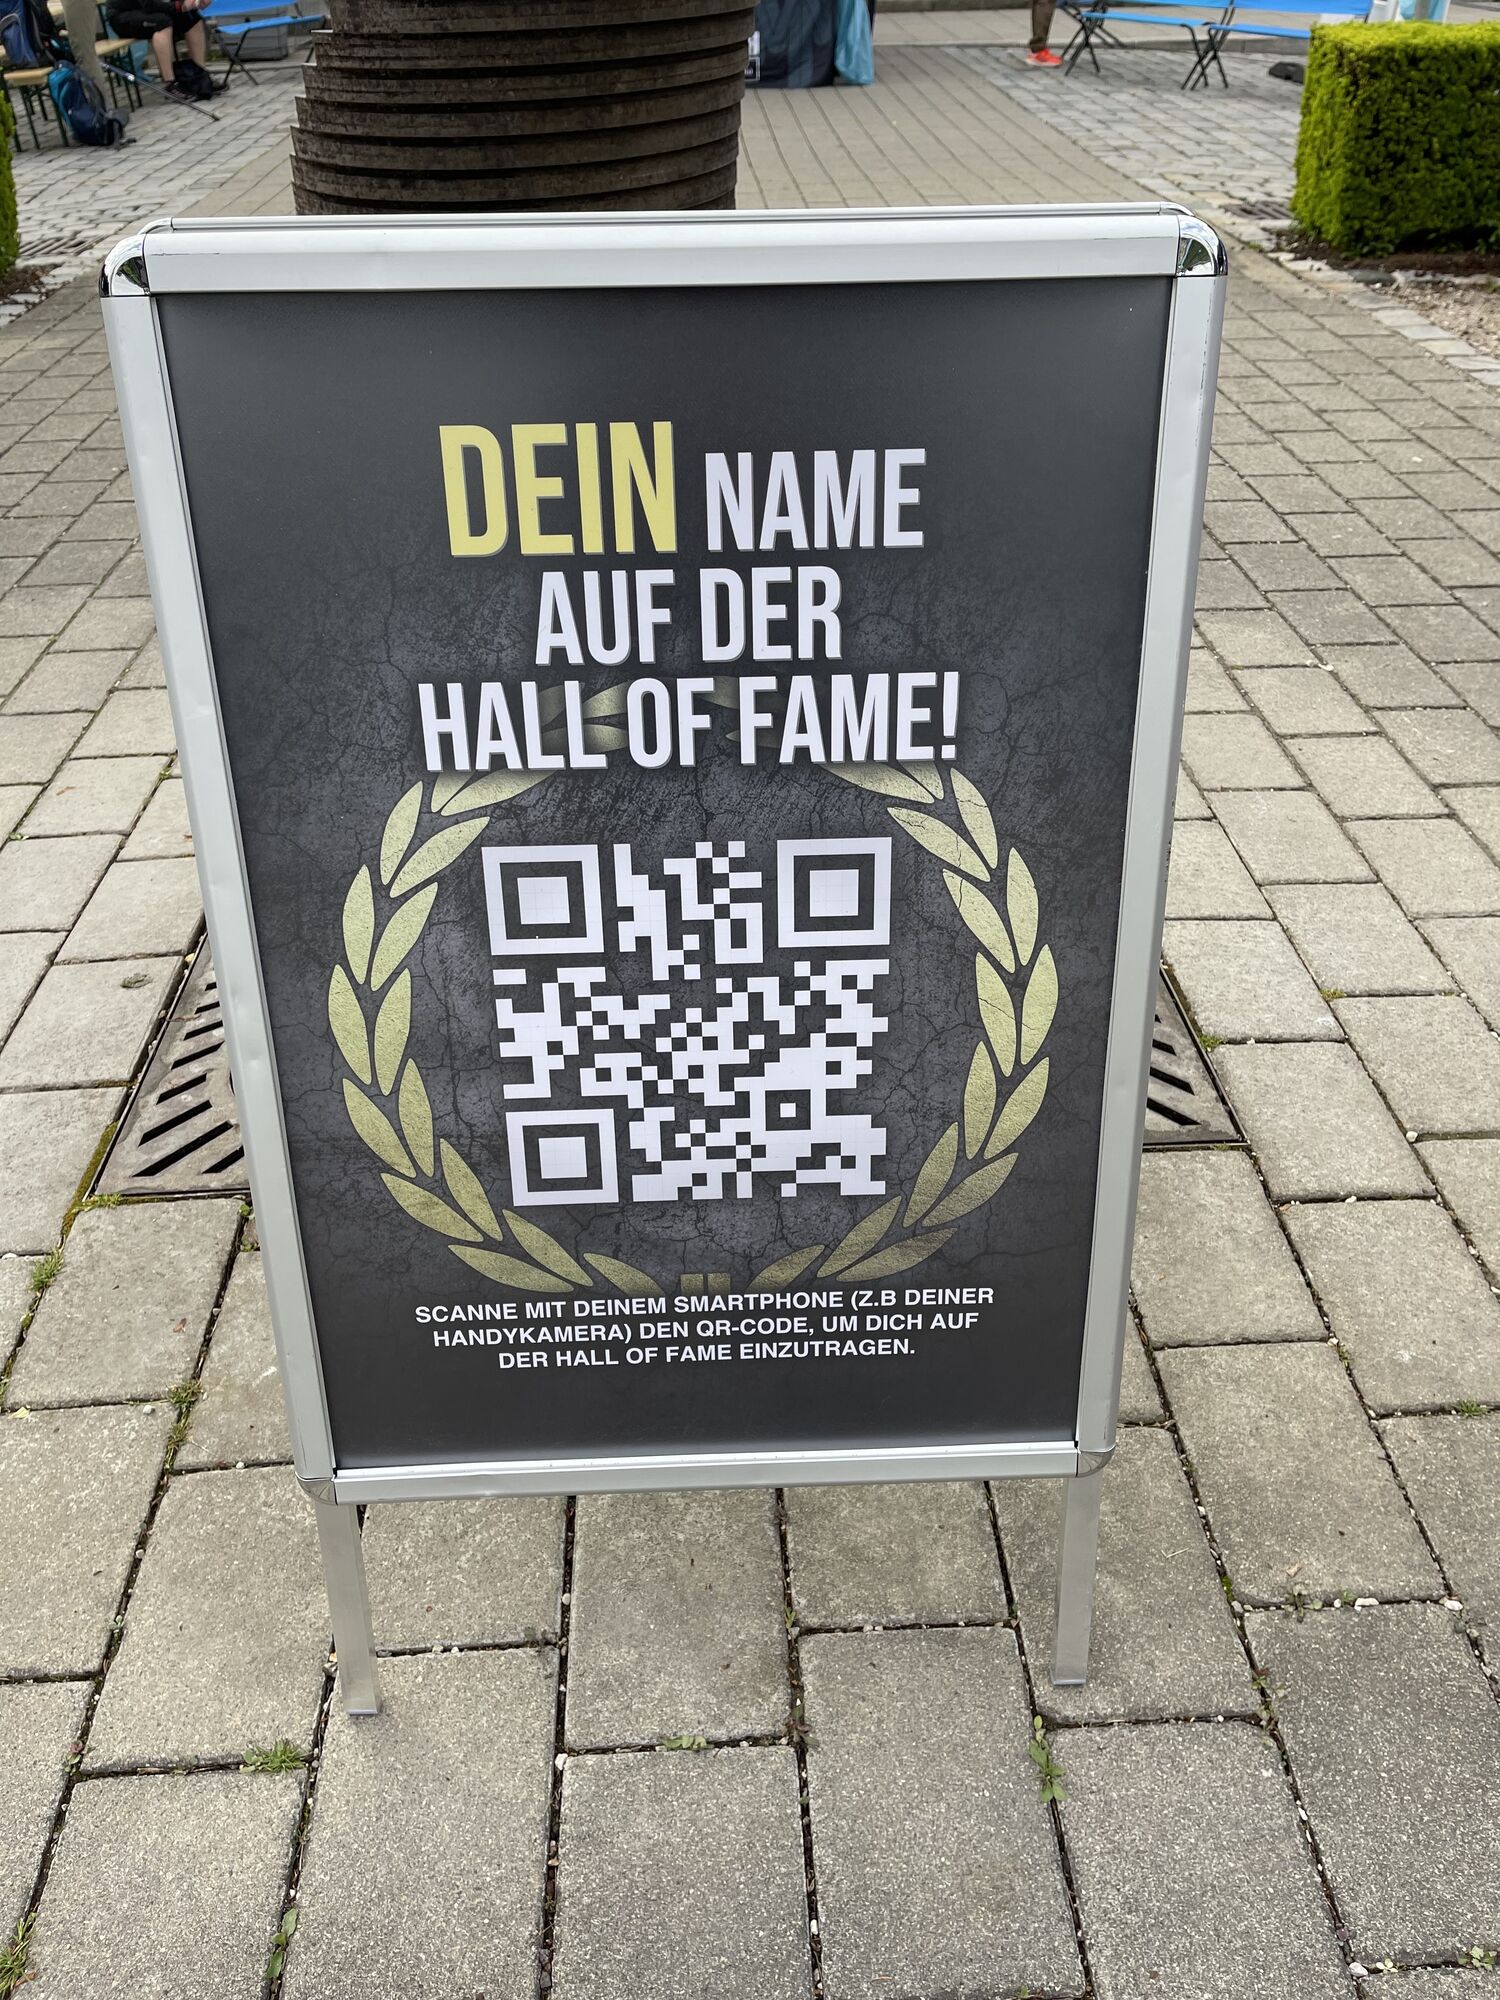 DEIN NAME
AUF DER
HALL OF FAME!
SCANNE MIT DEINEM SMARTPHONE (Z.B DEINER
HANDYKAMERA) DEN QR-CODE, UM DICH AUF
DER HALL OF FAME EINZUTRAGEN.